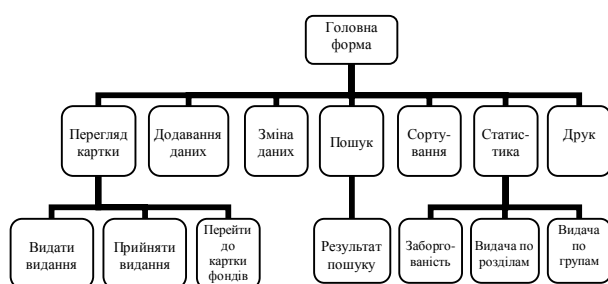 Головна
форма
Перегляд
картки
Додавання
даних
Зміна
даних
Пошук
Сорту-
вання
Статис-
тика
Друк
Видати
видання
Прийняти
видання
Перейти
до
картки
фондів
Результат
пошуку
Заборго-
ваність
Видача по
розділам
Видача
по
групам